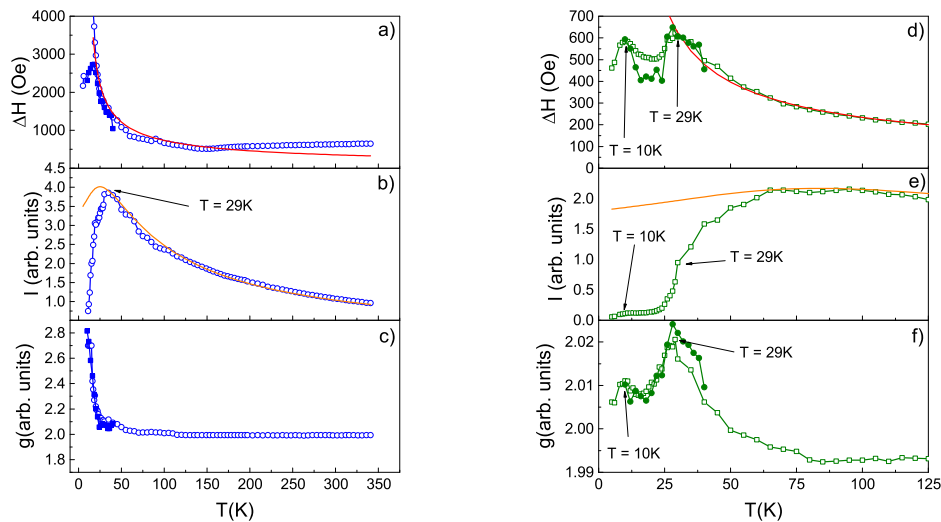 4000
3000
2000
1000
4.5
ΔH (Oe)
a)
4.0
3.5
3.0
2.5
2.0
1.5
1.0
I (arb. units)
T = 29K
b)
2.8
2.6
2.4
2.2
2.0
1.8
g(arb. units)
c)
0 50 100 150 200 250 300 350
T(K)
700
600
500
400
300
200
100
0
ΔH (Oe)
T = 10K
T = 29K
d)
2.0
1.5
1.0
0.5
0.0
I (arb. units)
T = 10K
T = 29K
e)
2.02
2.01
2.00
1.99
g(arb. units)
T = 29K
T = 10K
f)
0 25 50 75 100 125
T(K)